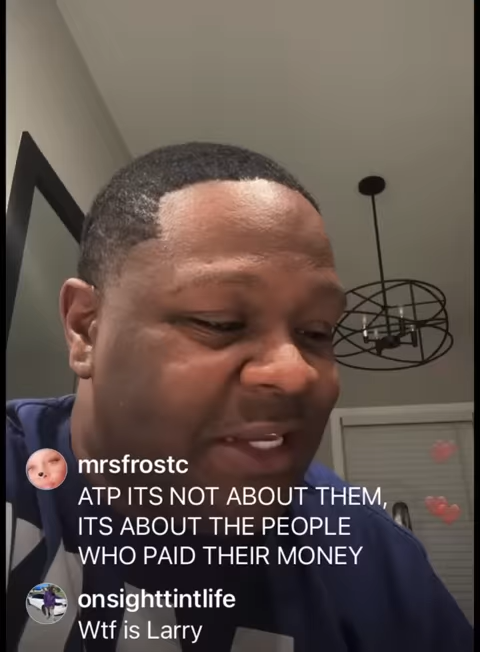 mrsfrostc
ATP ITS NOT ABOUT THEM,
ITS ABOUT THE PEOPLE
WHO PAID THEIR MONEY
onsighttintlife
Wtf is Larry